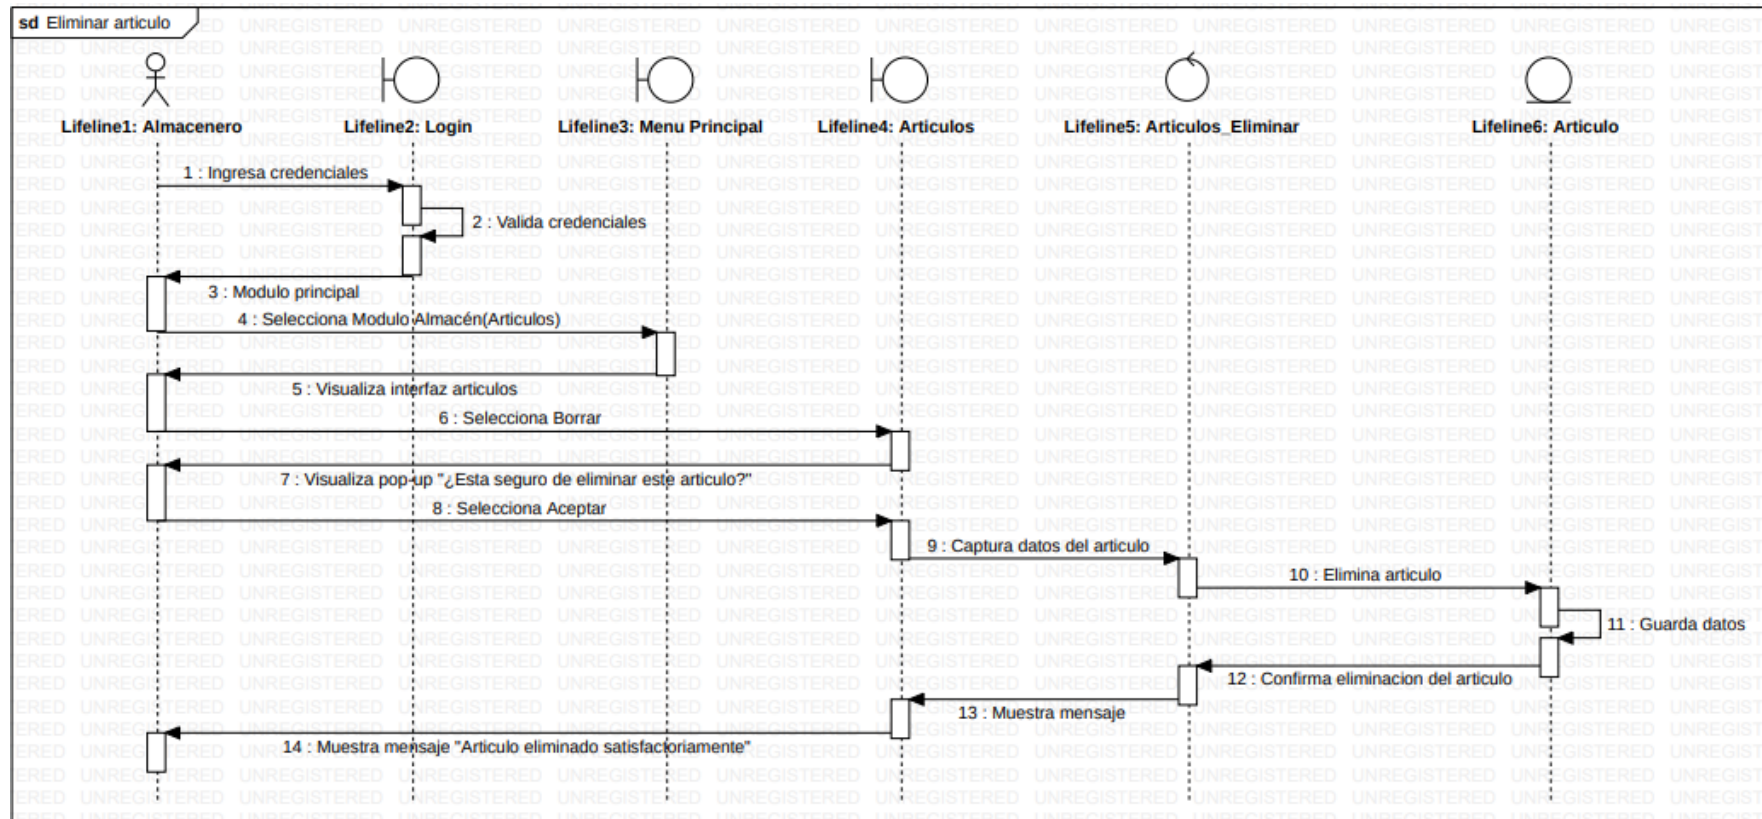 sd Eliminar articulo
Lifeline1: Almacenero
Lifeline2: Login
Lifeline3: Menu Principal
Lifeline4: Articulos
Lifeline5: Articulos_Eliminar
Lifeline6: Articulo
1 : Ingresa credenciales
2 : Valida credenciales
3 : Modulo principal
4 : Selecciona Modulo Almacén(Articulos)
5 : Visualiza interfaz articulos
6 : Selecciona Borrar
7 : Visualiza pop-up "¿Esta seguro de eliminar este articulo?"
8 : Selecciona Aceptar
9 : Captura datos del articulo
10 : Elimina articulo
11 : Guarda datos
12 : Confirma eliminacion del articulo
13 : Muestra mensaje
14 : Muestra mensaje "Articulo eliminado satisfactoriamente"
UNREGISTERED